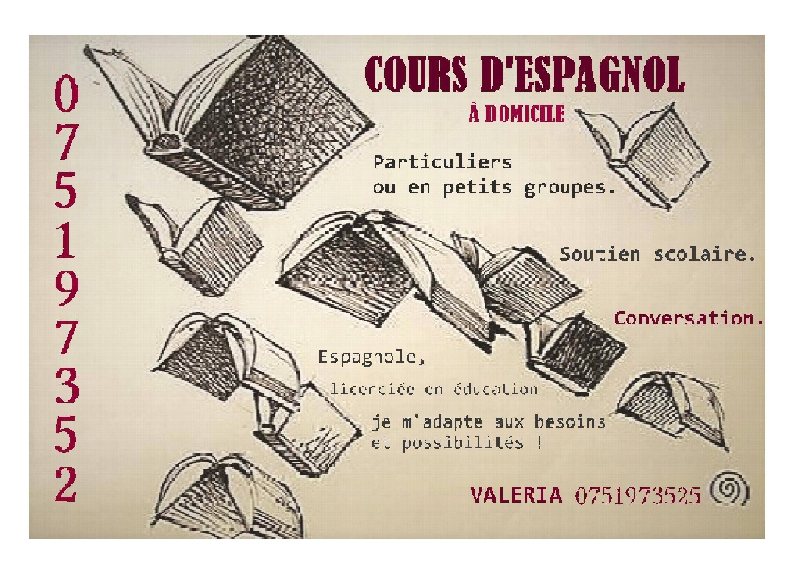 COURS D'ESPAGNOL
À DOMICILE
Particuliers
ou en petits groupes.
Soutien scolaire.
Conversation.
Espagnole,
licenciée en éducation
je m'adapte aux besoins
et possibilités !
VALERIA 0751973525
0
7
5
1
9
7
3
5
2